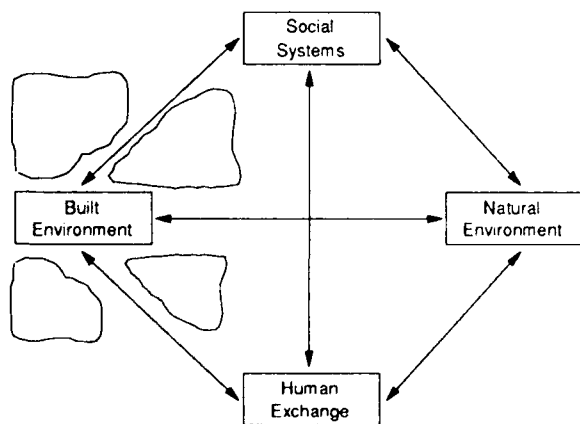 Social
Systems
Built
Environment
Natural
Environment
Human
Exchange